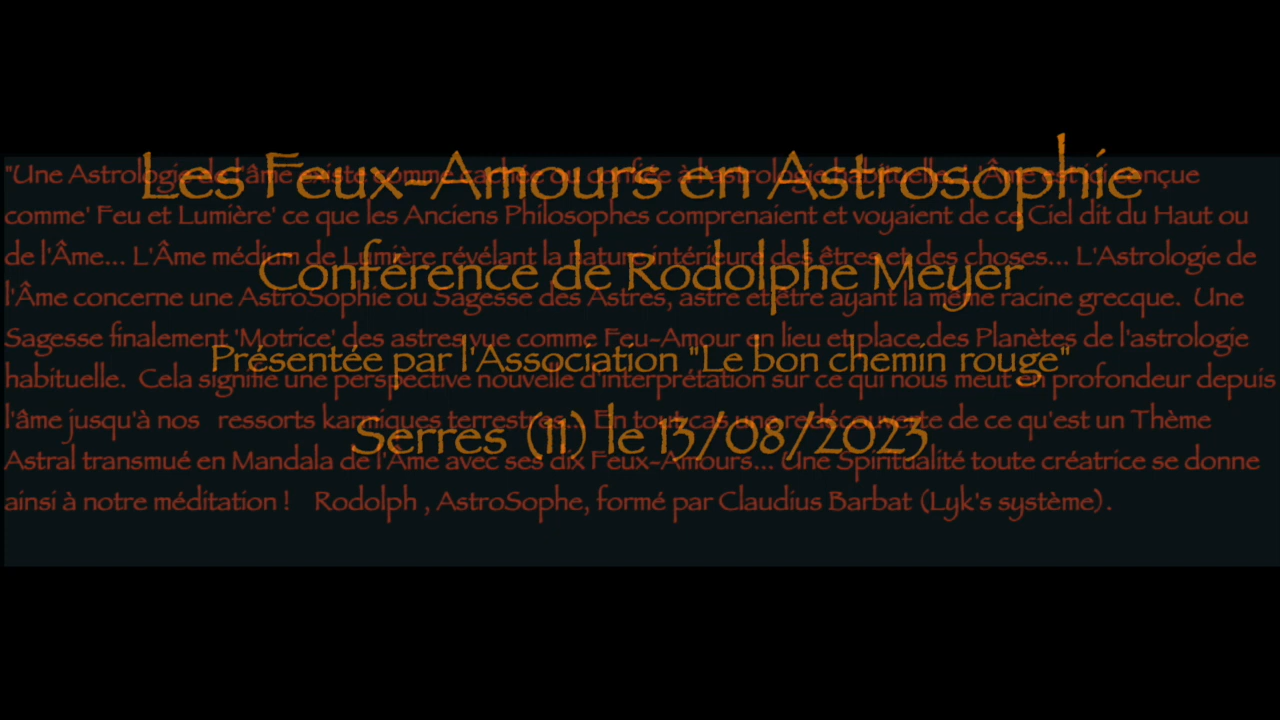 Les Feux-Amours en Astrosophie
Conférence de Rodolphe Meyer
Présentée par l'Association "Le bon chemin rouge"
Serres (11) le 13/08/2023
"Une Astrologie de l'âme existe comme cachée ou à l'astrologie habituelle. L'Âme est ici conçue
comme' Feu et Lumière' ce que les Anciens Philosophes comprenaient et voyaient de ce Ciel dit du Haut ou
de l'Âme... L'Âme médium de Lumière révélant la nature intérieure des êtres et des choses... L'Astrologie de
l'Âme concerne une AstroSophie ou Sagesse des Astres, astre et être ayant la même racine grecque. Une
Sagesse finalement 'Motrice' des astres vue comme Feu-Amour en lieu et place des Planètes de l'astrologie
habituelle. Cela signifie une perspective nouvelle d'interprétation sur ce qui nous meut en profondeur depuis
l'âme jusqu'à nos ressorts karmiques terrestres... En tout cas une redécouverte de ce qu'est un Thème
Astral transmué en Mandala de l'Âme avec ses dix Feux-Amours... Une Spiritualité toute créatrice se donne
ainsi à notre méditation ! Rodolph , AstroSophe, formé par Claudius Barbat (Lyk's système).